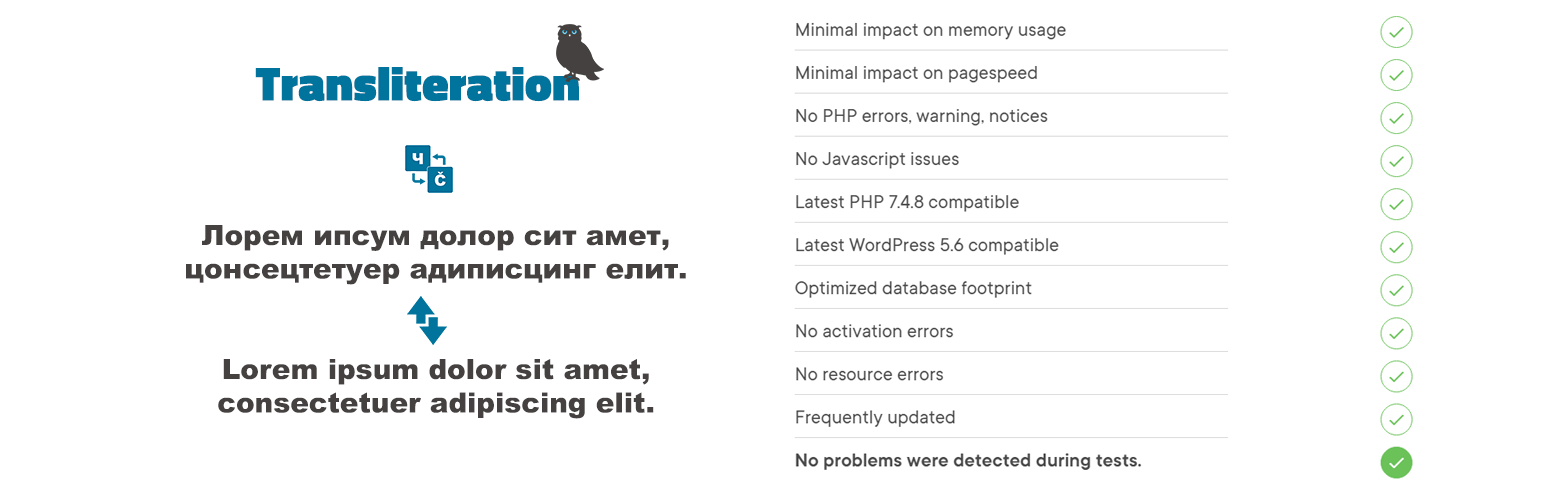 Transliteration
Ч
Č
Лорем ипсум долор сит амет,
цонсецтетуер адиписцинг елит.
Lorem ipsum dolor sit amet,
consectetuer adipiscing elit.
Minimal impact on memory usage
Minimal impact on pagespeed
No PHP errors, warning, notices
No Javascript issues
Latest PHP 7.4.8 compatible
Latest WordPress 5.6 compatible
Optimized database footprint
No activation errors
No resource errors
Frequently updated
No problems were detected during tests.